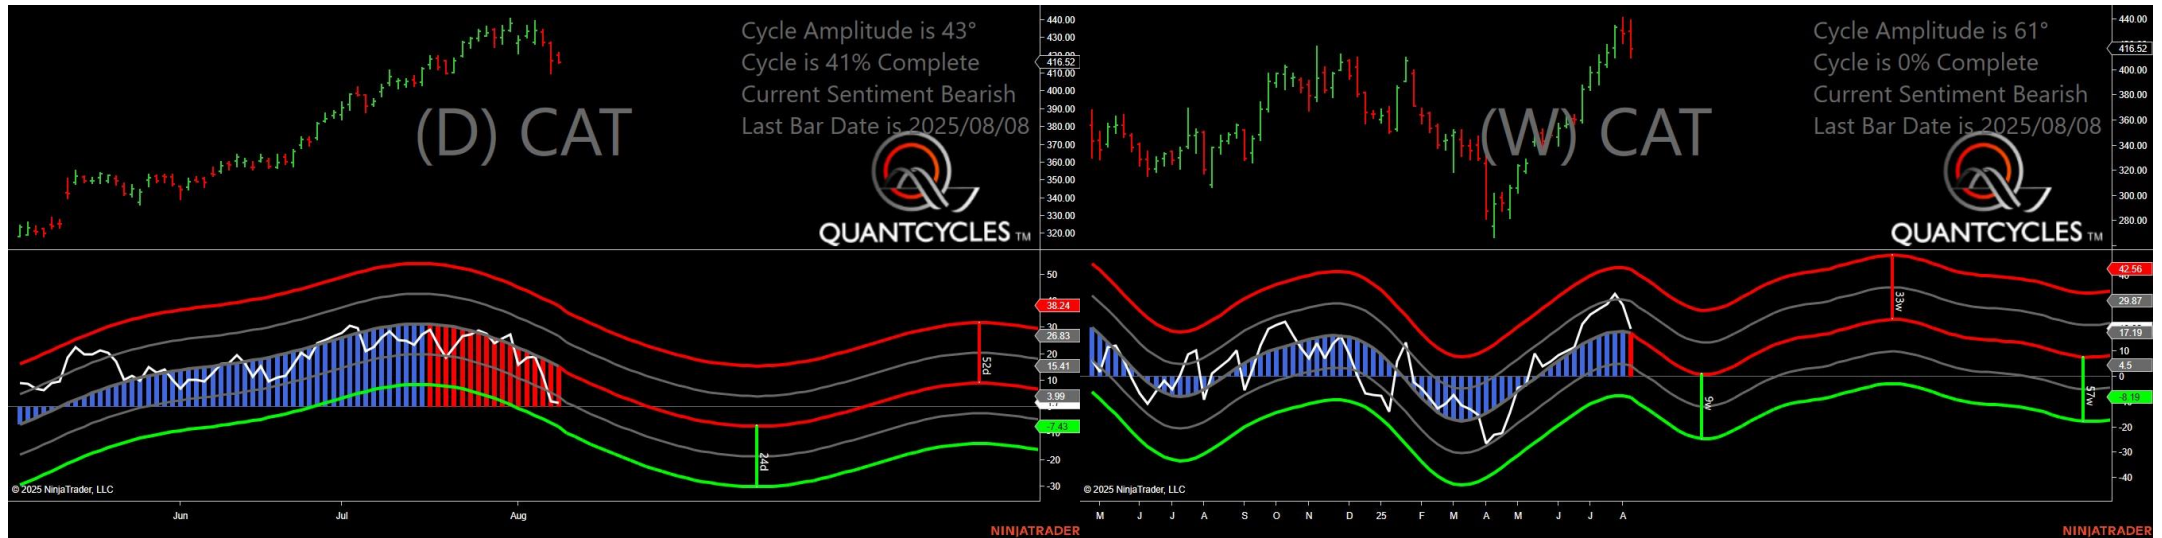 Cycle Amplitude is 43°
Cycle is 41% Complete
Current Sentiment Bearish
Last Bar Date is 2025/08/08
(D) CAT
QUANTCYCLES TM
440.00
430.00
416.52
410.00
400.00
390.00
380.00
370.00
360.00
350.00
340.00
330.00
320.00
50
38.24
30
26.83
20
15.41
10
3.99
-7.43
-20
-30
52d
24d
© 2025 NinjaTrader, LLC
Jun
Jul
Aug
NINJATRADER
Cycle Amplitude is 61°
Cycle is 0% Complete
Current Sentiment Bearish
Last Bar Date is 2025/08/08
(W) CAT
QUANTCYCLES TM
440.00
416.52
400.00
380.00
360.00
340.00
320.00
300.00
280.00
42.56
29.87
17.19
10
4.5
0
-8.19
-20
-30
-40
33w
9w
57w
© 2025 NinjaTrader, LLC
M J J A S O N D 25 F M A M J J A
NINJATRADER